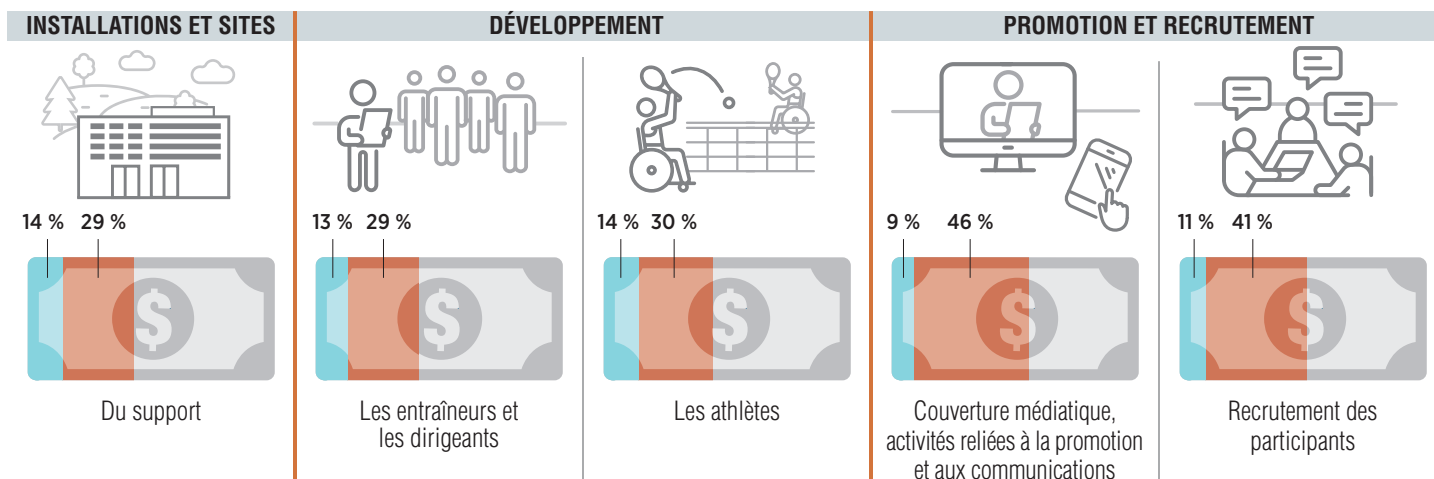 INSTALLATIONS ET SITES
DÉVELOPPEMENT
PROMOTION ET RECRUTEMENT
14 % 29 %
13 % 29 %
14 % 30 %
9 % 46 %
11 % 41 %
$
$
$
$
$
Du support
Les entraîneurs et
les dirigeants
Les athlètes
Couverture médiatique,
activités reliées à la promotion
et aux communications
Recrutement des
participants